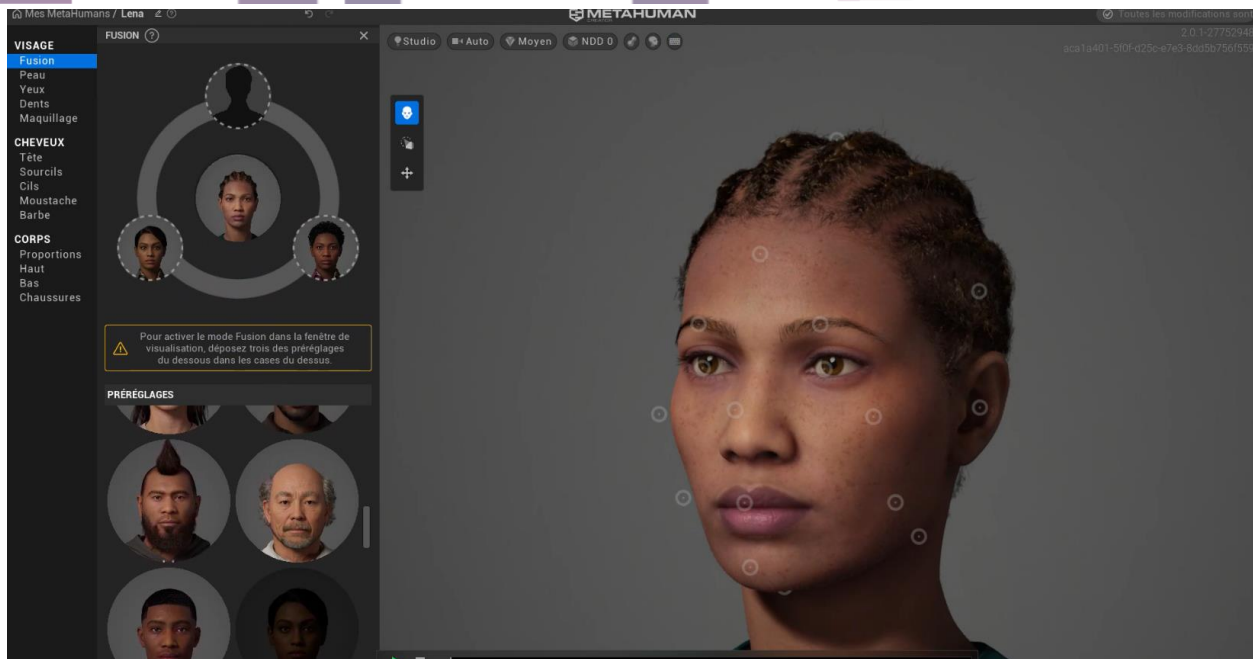 Mes MetaHumans / Lena
METAHUMAN
Toutes les modifications sont
FUSION
VISAGE
Fusion
Peau
Yeux
Dents
Maquillage
CHEVEUX
Tête
Sourcils
Cils
Moustache
Barbe
CORPS
Proportions
Haut
Bas
Chaussures
Pour activer le mode Fusion dans la fenêtre de
visualisation, déposez trois des préréglages
du dessous dans les cases du dessus.
PRÉRÉGLAGES
Studio
Auto
Moyen
NDD 0
2.0.1-27752948
aca1a401-5f0f-d25c-e7e3-8dd5b756f559